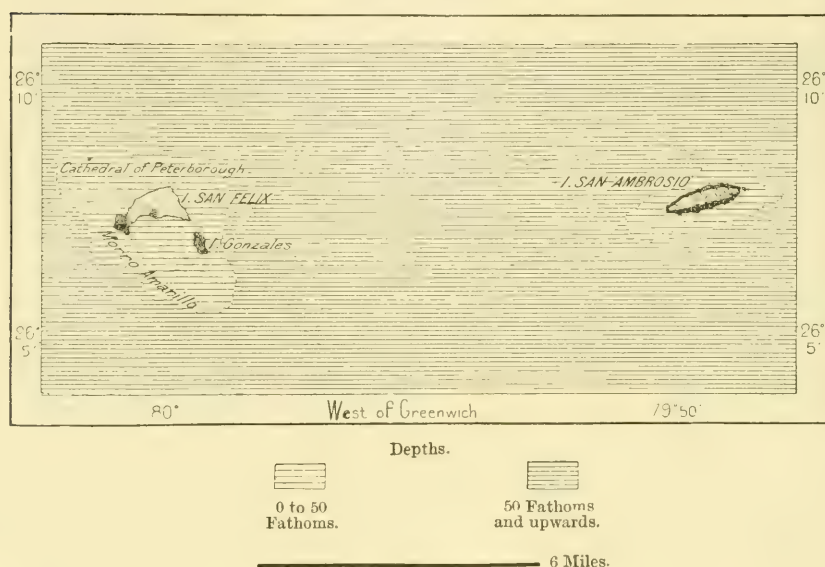 26°
10'
26°
10'
Cathedral of Peterborough.
I. SAN FELIX
I. SAN AMBROSIO
Morro Amarillo
I. Gonzales
26°
5'
26°
5'
80°
West of Greenwich
79°50'
Depths.
0 to 50
Fathoms.
50 Fathoms
and upwards.
6 Miles.